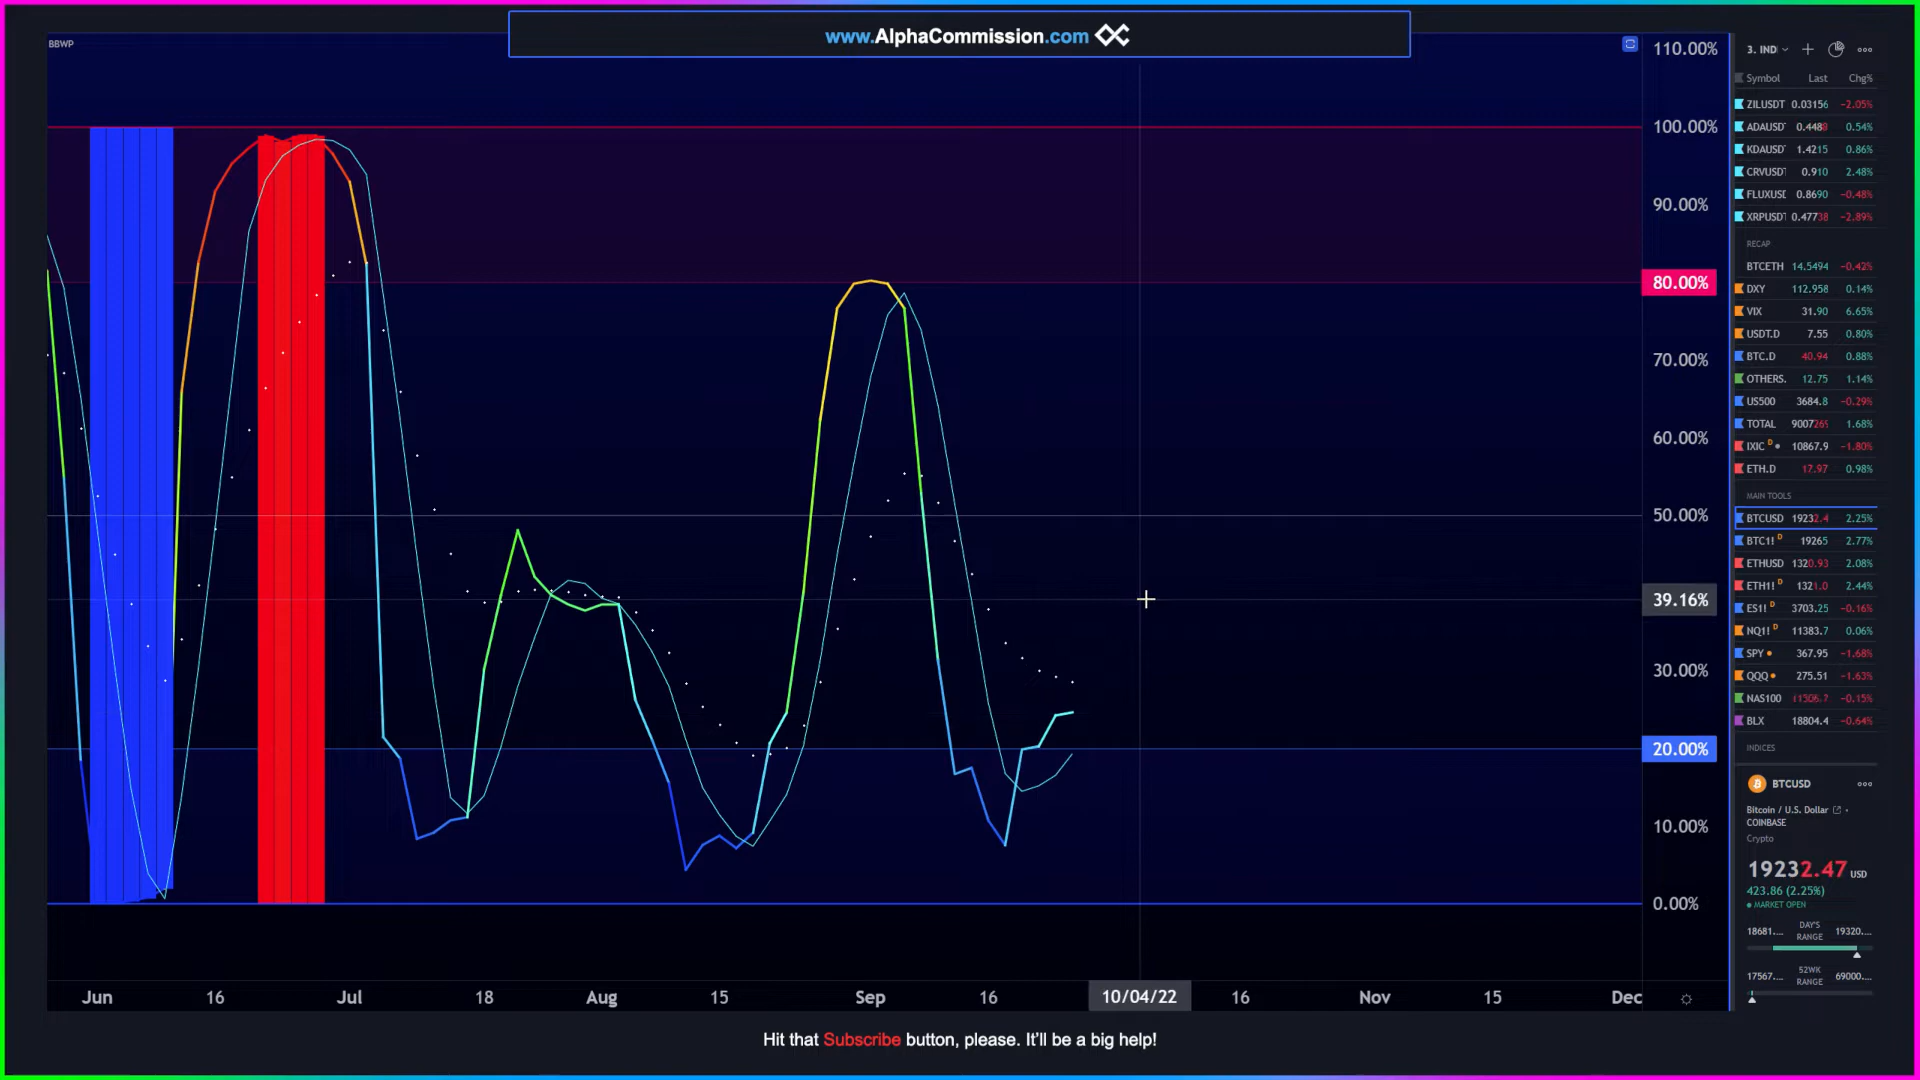 www.AlphaCommission.com
BBWP
110.00%
100.00%
90.00%
80.00%
70.00%
60.00%
50.00%
39.16%
30.00%
20.00%
10.00%
0.00%
Jun 16 Jul 18 Aug 15 Sep 16 10/04/22 16 Nov 15 Dec
3. IND
Symbol Last Chg%
ZILUSDT 0.03156 −2.05%
ADAUSD 0.4488 0.54%
KDAUSD 1.4215 0.86%
CRVUSD 0.910 2.48%
FLUXUSD 0.8690 −0.48%
XRPUSD 0.47738 −2.89%
RECAP
BTCETH 14.5494 −0.42%
DXY 112.958 0.14%
VIX 31.90 6.65%
USDT.D 7.55 0.80%
BTC.D 40.94 0.88%
OTHERS. 12.75 1.14%
US500 3684.8 −0.29%
TOTAL 900726 1.68%
IXIC D 10867.9 −1.80%
ETH.D 17.97 0.98%
MAIN TOOLS
BTCUSD 19232.4 2.25%
BTC1! D 19265 2.77%
ETHUSD 1320.93 2.08%
ETH1! D 1321.0 2.44%
ES1! D 3703.25 −0.16%
NQ1! D 11383.7 0.06%
SPY 367.95 −1.68%
QQQ 275.51 −1.63%
NAS100 11506.? −0.15%
BLX 18804.4 −0.64%
INDICES
BTCUSD
Bitcoin / U.S. Dollar
COINBASE
Crypto
19232.47 USD
423.86 (2.25%)
MARKET OPEN
18681.... DAY'S RANGE 19320....
17567.... 52WK RANGE 69000....
Hit that Subscribe button, please. It'll be a big help!